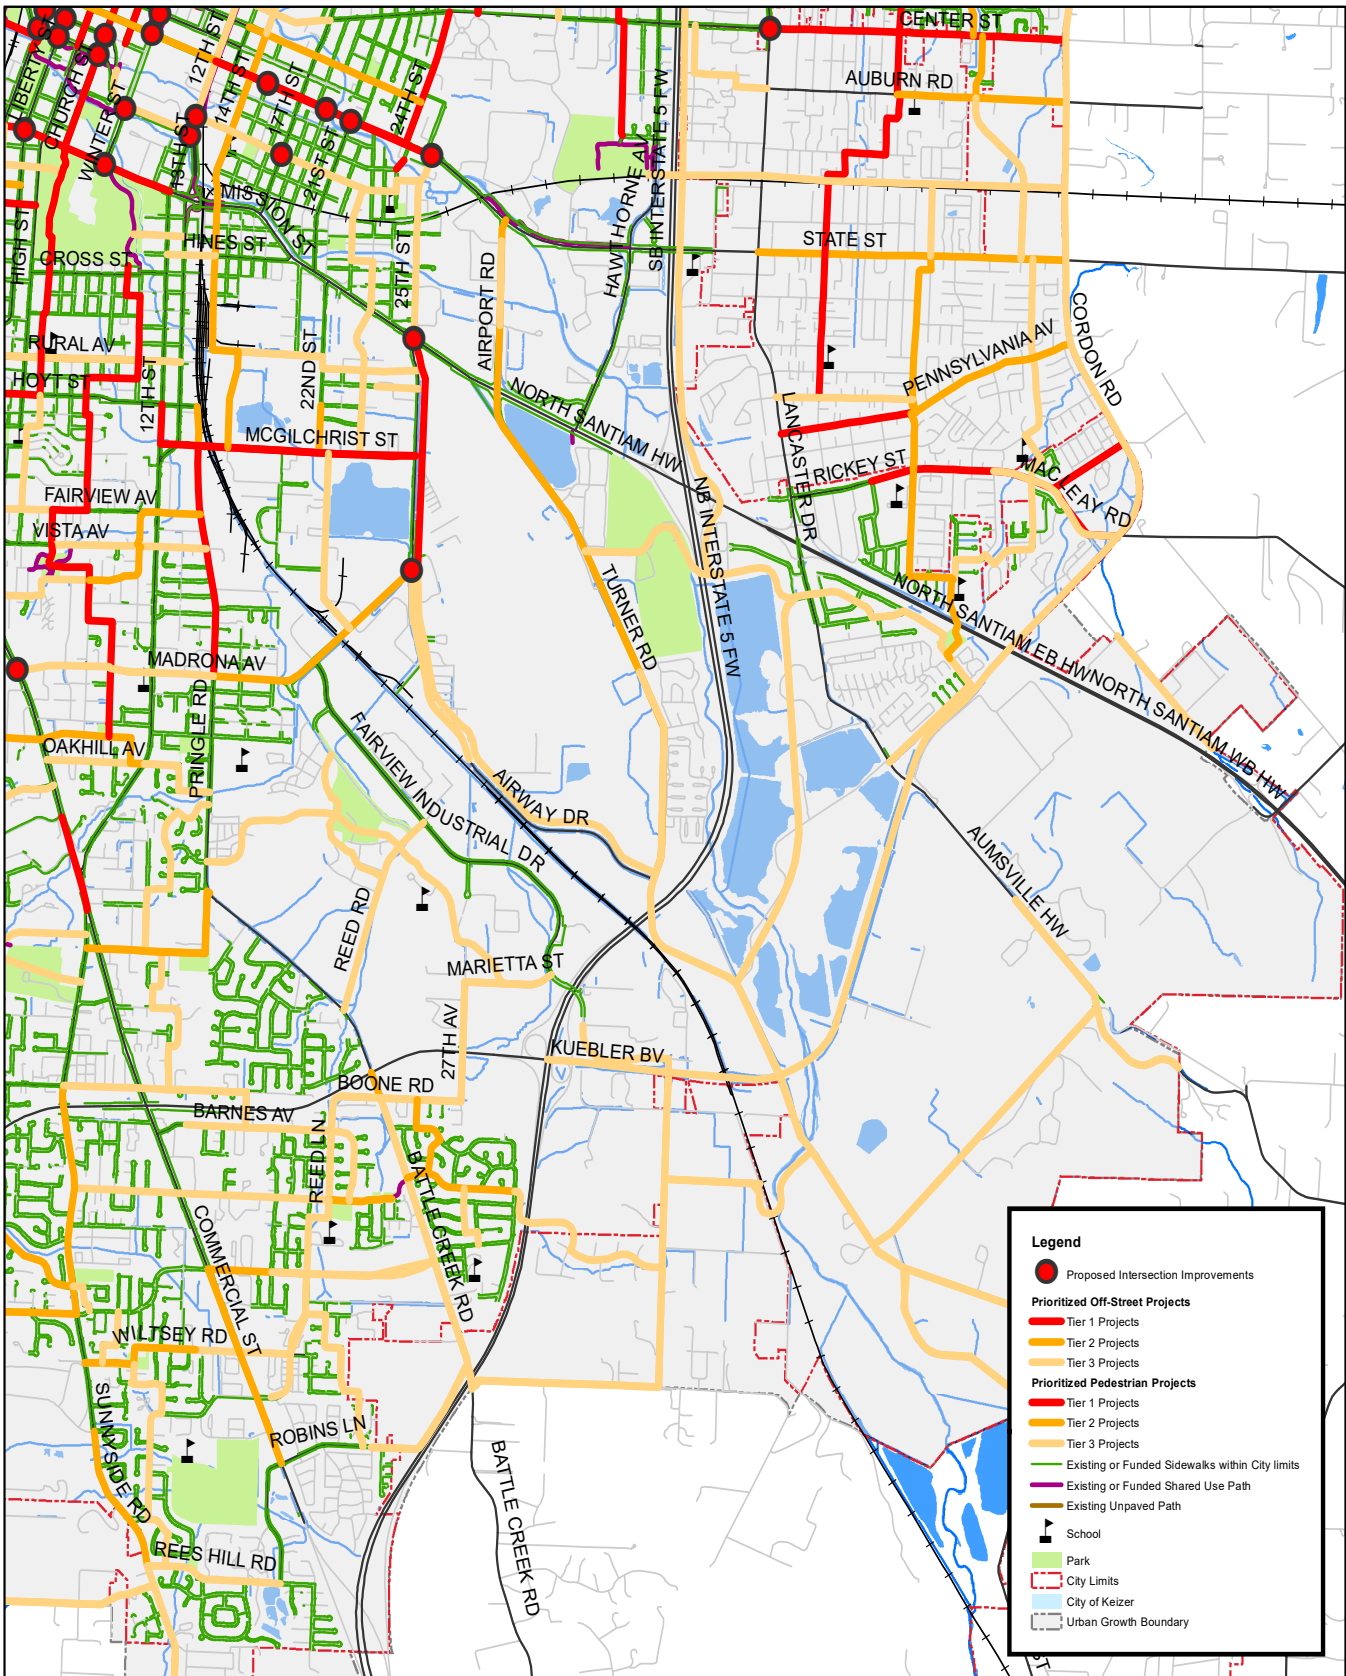 CENTER ST
LIBERTY ST
CHURCH ST
12TH ST
14TH ST
17TH ST
24TH ST
SB INTERSTATE 5 FW
AUBURN RD
WINTER ST
13TH ST
21ST ST
HAWTHORNE AV
MISSION ST
HIGH ST
HINES ST
CROSS ST
25TH ST
AIRPORT RD
STATE ST
CORDON RD
RURAL AV
HOYT ST
12TH ST
22ND ST
PENNSYLVANIA AV
NORTH SANTIAM HW
LANCASTER DR
MCGILCHRIST ST
RICKEY ST
MACLEAY RD
FAIRVIEW AV
VISTA AV
NB INTERSTATE 5 FW
TURNER RD
NORTH SANTIAM EB HW
NORTH SANTIAM WB HW
MADRONA AV
PRINGLE RD
OAKHILL AV
FAIRVIEW INDUSTRIAL DR
AIRWAY DR
AUMSVILLE HW
REED RD
MARIETTA ST
27TH AV
KUEBLER BV
BOONE RD
BARNES AV
REED LN
BATTLE CREEK RD
COMMERCIAL ST
WILTSEY RD
SUNNYSIDE RD
ROBINS LN
BATTLE CREEK RD
REES HILL RD
Legend
Proposed Intersection Improvements
Prioritized Off-Street Projects
Tier 1 Projects
Tier 2 Projects
Tier 3 Projects
Prioritized Pedestrian Projects
Tier 1 Projects
Tier 2 Projects
Tier 3 Projects
Existing or Funded Sidewalks within City limits
Existing or Funded Shared Use Path
Existing Unpaved Path
School
Park
City Limits
City of Keizer
Urban Growth Boundary
ST